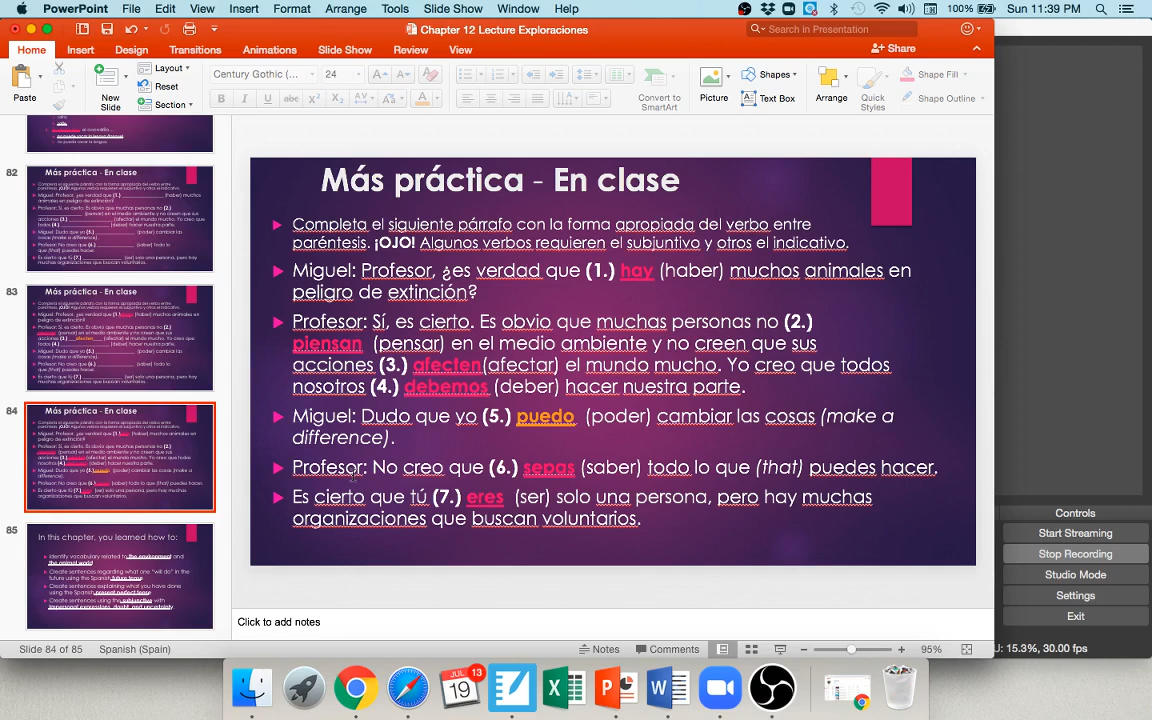 PowerPoint File Edit View Insert Format Arrange Tools Slide Show Window Help 100% Sun 11:39 PM
Chapter 12 Lecture Exploraciones
Search in Presentation
Home Insert Design Transitions Animations Slide Show Review View Share
Paste
New Slide
Layout
Reset
Section
Century Gothic (... 24
Convert to SmartArt
Picture
Shapes
Text Box
Arrange
Quick Styles
Shape Fill
Shape Outline
82
Más práctica - En clase
83
Más práctica - En clase
84
Más práctica - En clase
85
In this chapter, you learned how to:
Identify vocabulary related to the environment and
the animal world
Create sentences regarding what one "will do" in the
future using the Spanish future tense
Create sentences explaining what you have done
using the Spanish present perfect tense
Create sentences using the subjunctive with
impersonal expressions, doubt, and uncertainty
Más práctica - En clase
Completa el siguiente párrafo con la forma apropiada del verbo entre
paréntesis. ¡OJO! Algunos verbos requieren el subjuntivo y otros el indicativo.
Miguel: Profesor, ¿es verdad que (1.) hay (haber) muchos animales en
peligro de extinción?
Profesor: Sí, es cierto. Es obvio que muchas personas no (2.)
piensan (pensar) en el medio ambiente y no creen que sus
acciones (3.) afecten(afectar) el mundo mucho. Yo creo que todos
nosotros (4.) debemos (deber) hacer nuestra parte.
Miguel: Dudo que yo (5.) puedo (poder) cambiar las cosas (make a
difference).
Profesor: No creo que (6.) sepas (saber) todo lo que (that) puedes hacer.
Es cierto que tú (7.) eres (ser) solo una persona, pero hay muchas
organizaciones que buscan voluntarios.
Click to add notes
Slide 84 of 85 Spanish (Spain) Notes Comments 95%
Controls
Start Streaming
Stop Recording
Studio Mode
Settings
Exit
U: 15.3%, 30.00 fps
JUL 19
13